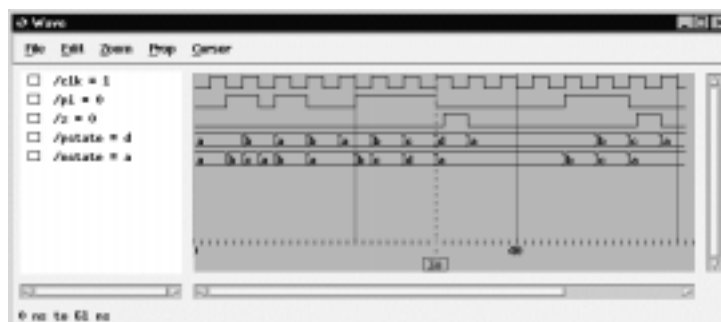 Wave
File Edit Zoom Prop Cursor
/clk = 1
/p1 = 0
/z = 0
/pstate = d
/nstate = a
a b a b a b c d a b c a
a b c a b a b c d a b c a
0 ns to 61 ns